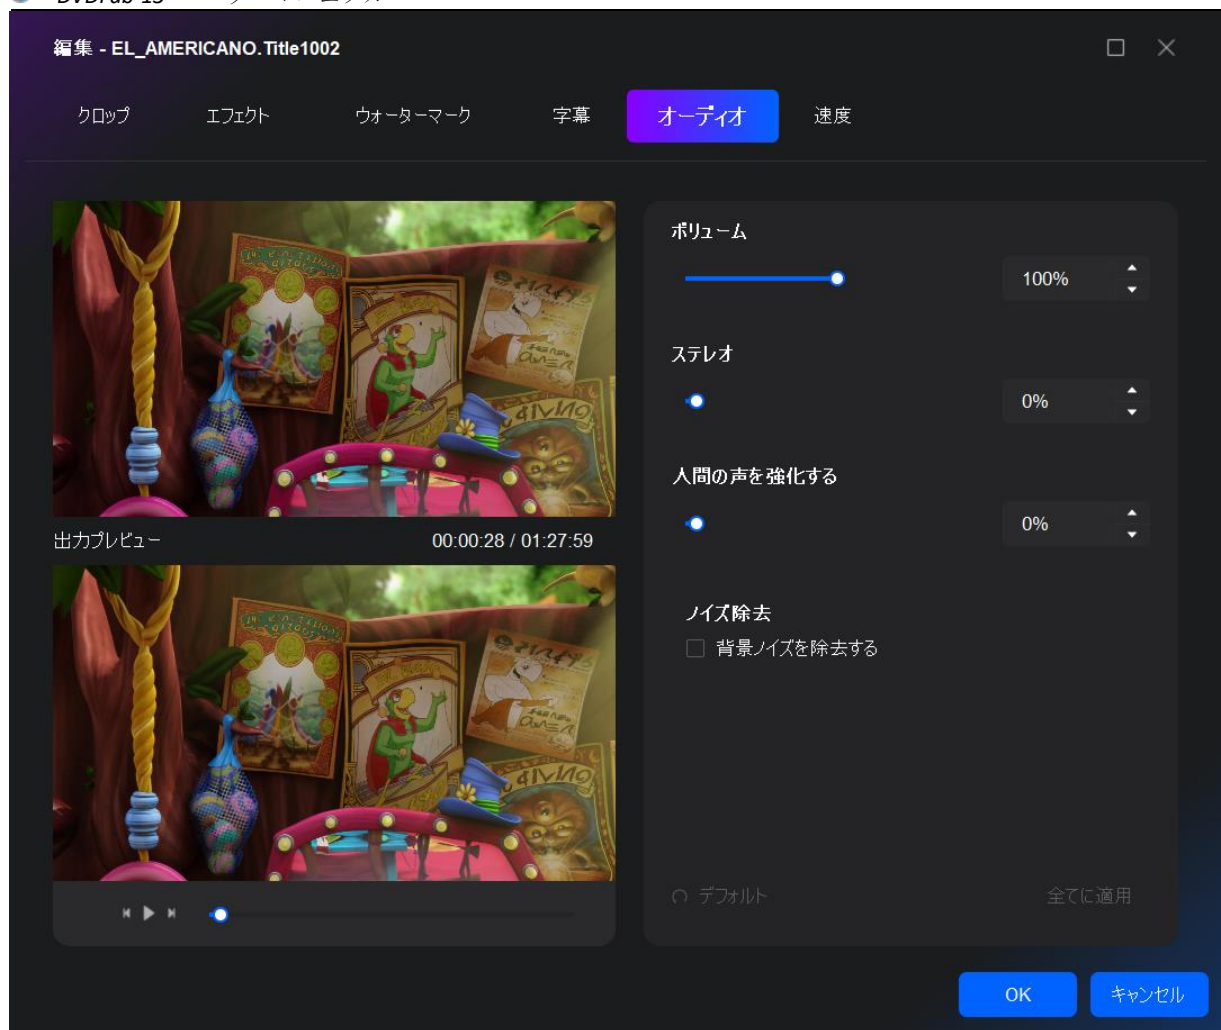 編集 - EL_AMERICANO.Title1002
クロップ エフェクト ウォーターマーク 字幕 オーディオ 速度
ボリューム
100%
ステレオ
0%
人間の声を強化する
0%
ノイズ除去
背景ノイズを除去する
出力プレビュー 00:00:28 / 01:27:59
デフォルト 全てに適用
OK キャンセル